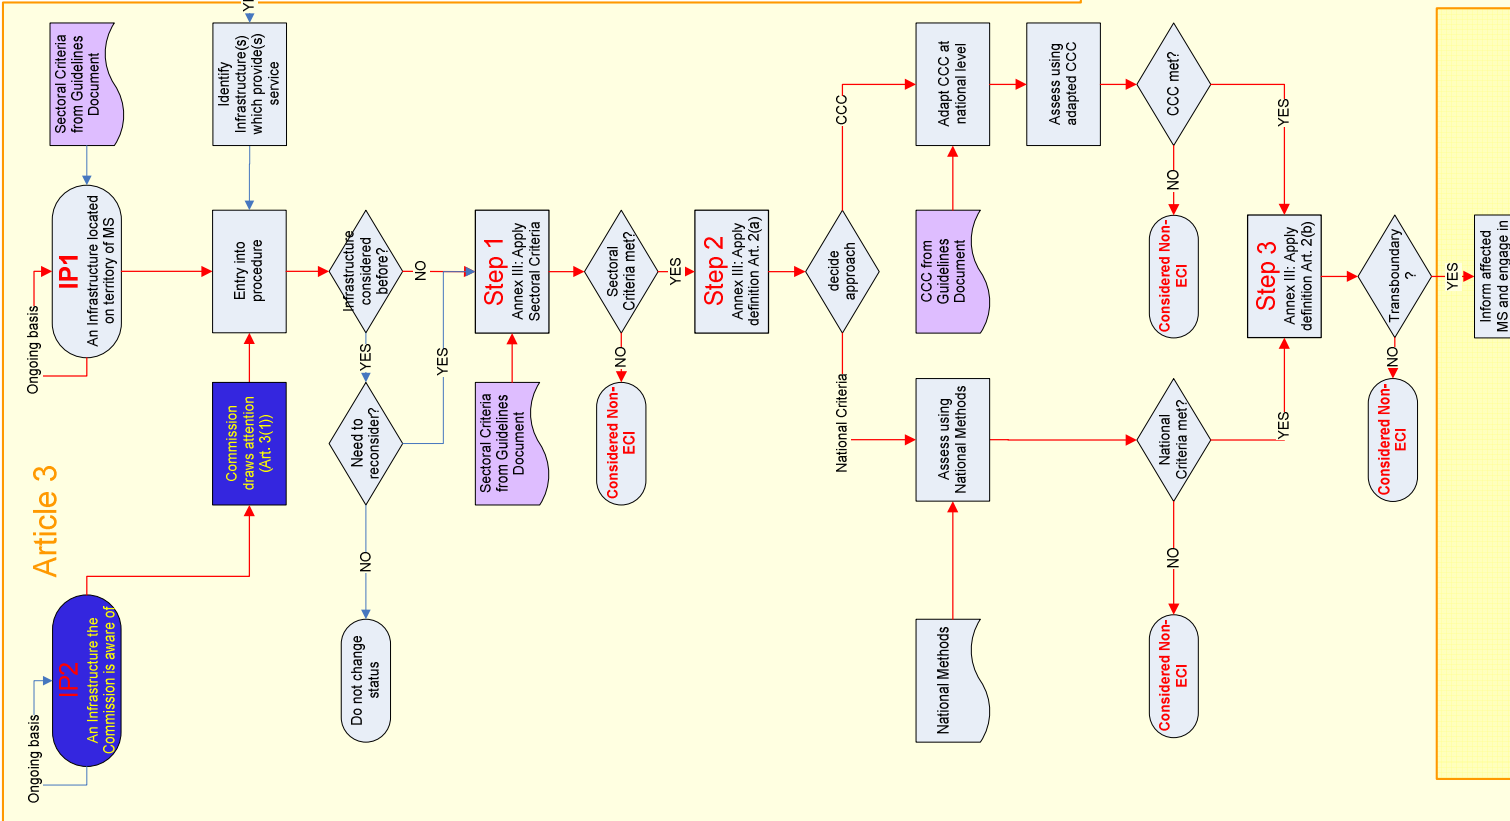 Ongoing basis
Article 3
Ongoing basis
Sectoral Criteria
from Guidelines
Document
IP2
An Infrastructure the
Commission is aware of
IP1
An Infrastructure located
on territory of MS
Commission
draws attention
(Art. 3(1))
Entry into
procedure
Identify
Infrastructure(s)
which provide(s)
service
Do not change
status
NO
Need to
reconsider?
YES
Infrastructure
considered
before?
NO
YES
Sectoral Criteria
from Guidelines
Document
Step 1
Annex III: Apply
Sectoral Criteria
Considered Non-
ECI
NO
Sectoral
Criteria met?
YES
Step 2
Annex III: Apply
definition Art. 2(a)
National Criteria
decide
approach
CCC
National Methods
Assess using
National Methods
CCC from
Guidelines
Document
Adapt CCC at
national level
Assess using
adapted CCC
Considered Non-
ECI
NO
National
Criteria met?
Considered Non-
ECI
NO
CCC met?
YES
Step 3
Annex III: Apply
definition Art. 2(b)
YES
Considered Non-
ECI
NO
Transboundary
?
YES
Inform affected
MS and engage in